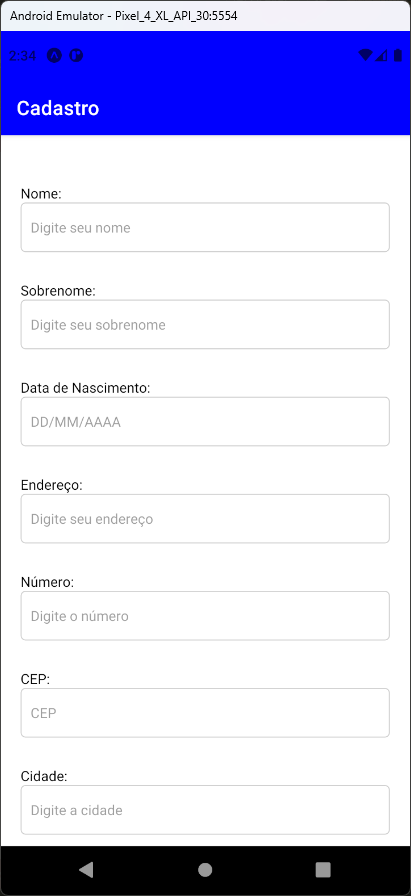 Android Emulator - Pixel_4_XL_API_30:5554
2:34
Cadastro
Nome:
Digite seu nome
Sobrenome:
Digite seu sobrenome
Data de Nascimento:
DD/MM/AAAA
Endereço:
Digite seu endereço
Número:
Digite o número
CEP:
CEP
Cidade:
Digite a cidade